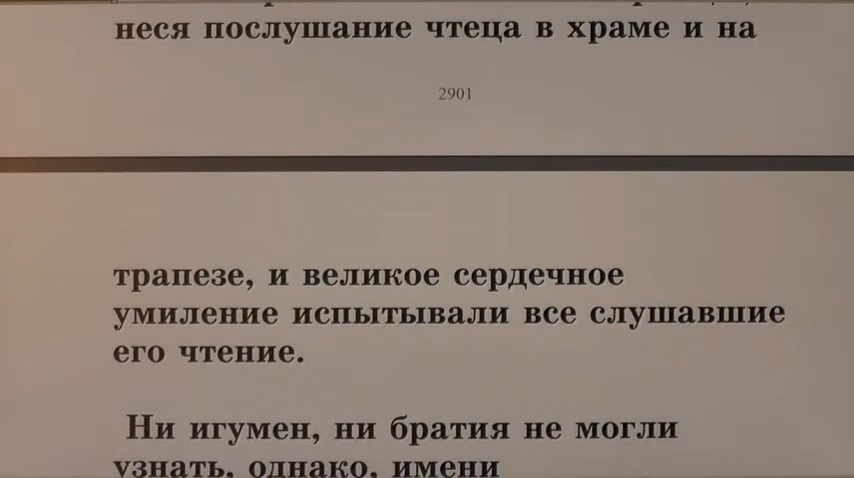 неся послушание чтеца в храме и на
2901
трапезе, и великое сердечное
умиление испытывали все слушавшие
его чтение.
Ни игумен, ни братия не могли
узнать, однако, имени